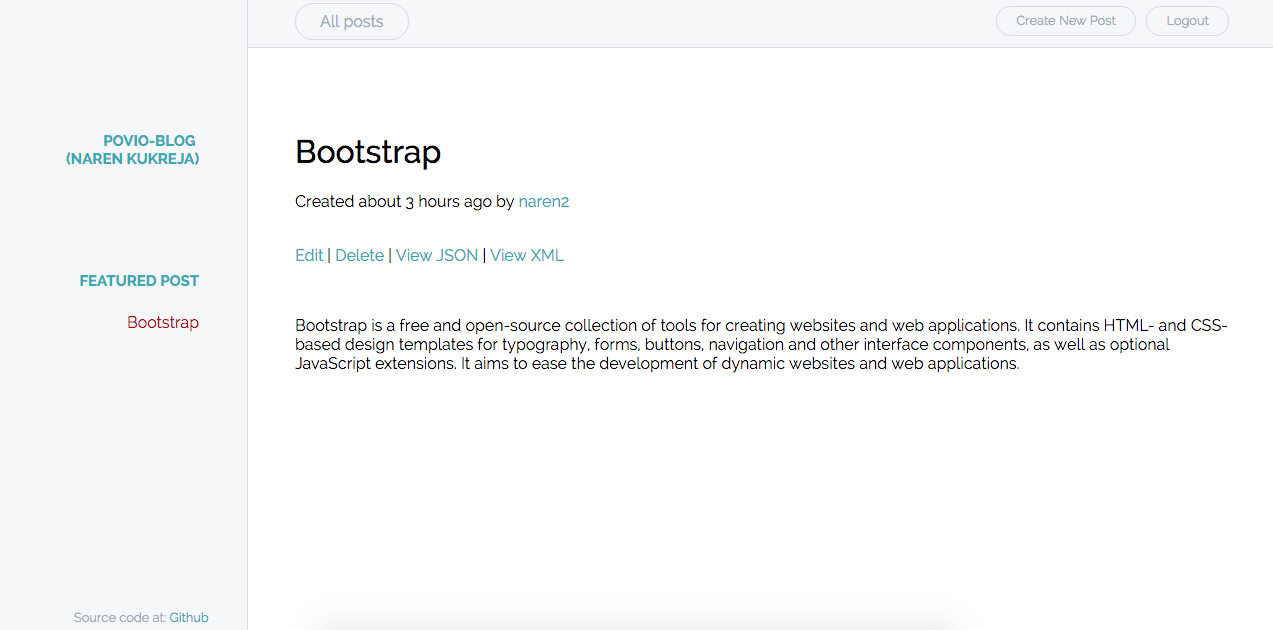 All posts
Create New Post
Logout
POVIO-BLOG
(NAREN KUKREJA)
FEATURED POST
Bootstrap
Source code at: Github
Bootstrap
Created about 3 hours ago by naren2
Edit | Delete | View JSON | View XML
Bootstrap is a free and open-source collection of tools for creating websites and web applications. It contains HTML- and CSS-
based design templates for typography, forms, buttons, navigation and other interface components, as well as optional
JavaScript extensions. It aims to ease the development of dynamic websites and web applications.